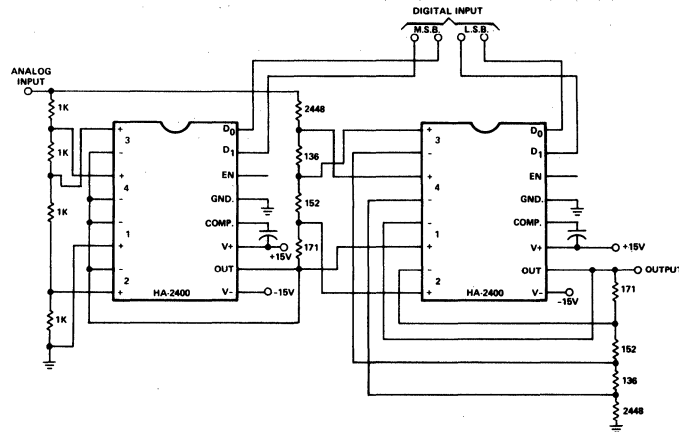 DIGITAL INPUT
M.S.B. L.S.B.
ANALOG
INPUT
1K
1K
1K
1K
+
3
-
+
4
-
-
1
+
-
2
+
HA-2400
D0
D1
EN
GND.
COMP.
V+
+15V
OUT
V-
-15V
2448
136
152
171
+
3
-
+
4
-
-
1
+
-
2
+
HA-2400
D0
D1
EN
GND.
COMP.
V+
+15V
OUT
OUTPUT
V-
-15V
171
152
136
2448